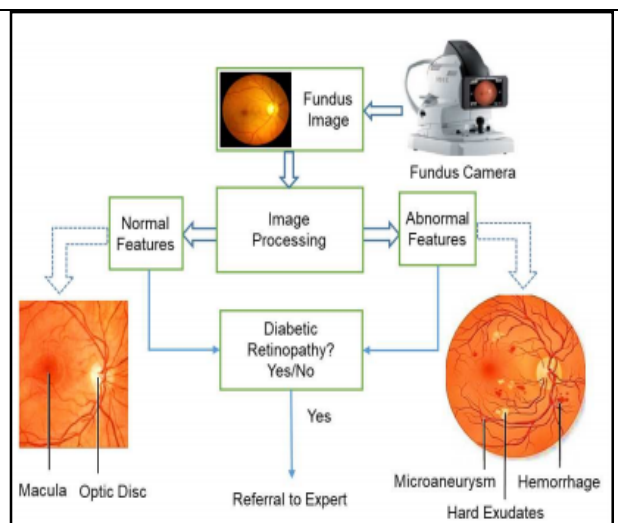 Fundus
Image
Fundus Camera
Normal
Features
Image
Processing
Abnormal
Features
Diabetic
Retinopathy?
Yes/No
Yes
Macula
Optic Disc
Referral to Expert
Microaneurysm
Hemorrhage
Hard Exudates